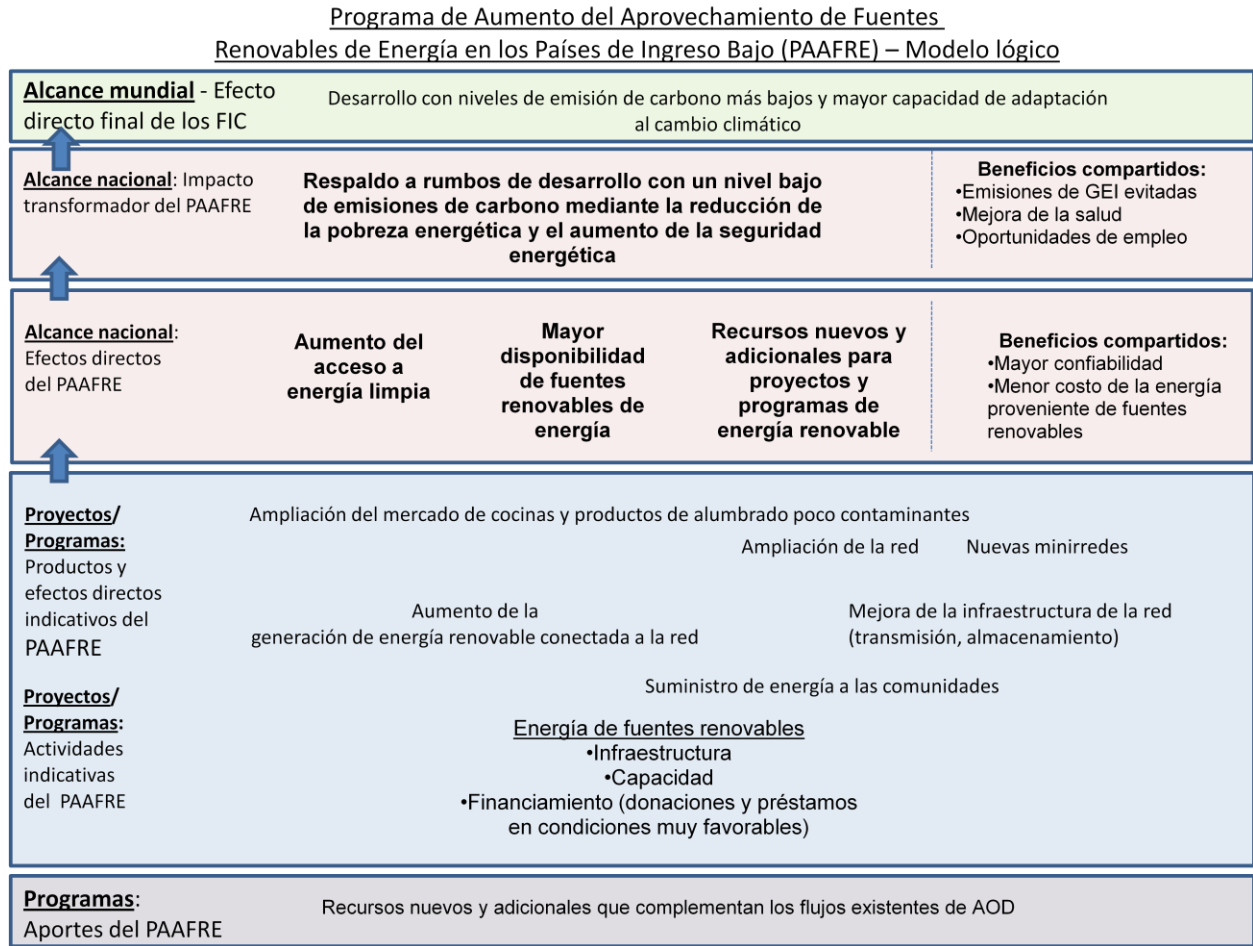 Programa de Aumento del Aprovechamiento de Fuentes
Renovables de Energía en los Países de Ingreso Bajo (PAAFRE) – Modelo lógico
Alcance mundial - Efecto
directo final de los FIC
Desarrollo con niveles de emisión de carbono más bajos y mayor capacidad de adaptación
al cambio climático
Alcance nacional: Impacto
transformador del PAAFRE
Respaldo a rumbos de desarrollo con un nivel bajo
de emisiones de carbono mediante la reducción de
la pobreza energética y el aumento de la seguridad
energética
Beneficios compartidos:
•Emisiones de GEI evitadas
•Mejora de la salud
•Oportunidades de empleo
Alcance nacional:
Efectos directos
del PAAFRE
Aumento del
acceso a
energía limpia
Mayor
disponibilidad
de fuentes
renovables de
energía
Recursos nuevos y
adicionales para
proyectos y
programas de
energía renovable
Beneficios compartidos:
•Mayor confiabilidad
•Menor costo de la energía
proveniente de fuentes
renovables
Proyectos/
Programas:
Productos y
efectos directos
indicativos del
PAAFRE
Ampliación del mercado de cocinas y productos de alumbrado poco contaminantes
Ampliación de la red
Nuevas minirredes
Aumento de la
generación de energía renovable conectada a la red
Mejora de la infraestructura de la red
(transmisión, almacenamiento)
Proyectos/
Programas:
Actividades
indicativas
del PAAFRE
Suministro de energía a las comunidades
Energía de fuentes renovables
•Infraestructura
•Capacidad
•Financiamiento (donaciones y préstamos
en condiciones muy favorables)
Programas:
Aportes del PAAFRE
Recursos nuevos y adicionales que complementan los flujos existentes de AOD